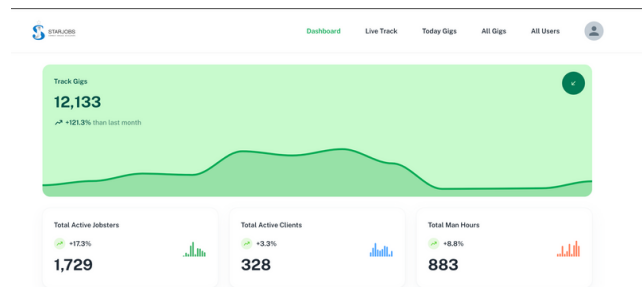 STARJOBS
Dashboard
Live Track
Today Gigs
All Gigs
All Users
Track Gigs
12,133
+121.3% than last month
Total Active Jobsters
+17.3%
1,729
Total Active Clients
+3.3%
328
Total Man Hours
+8.8%
883